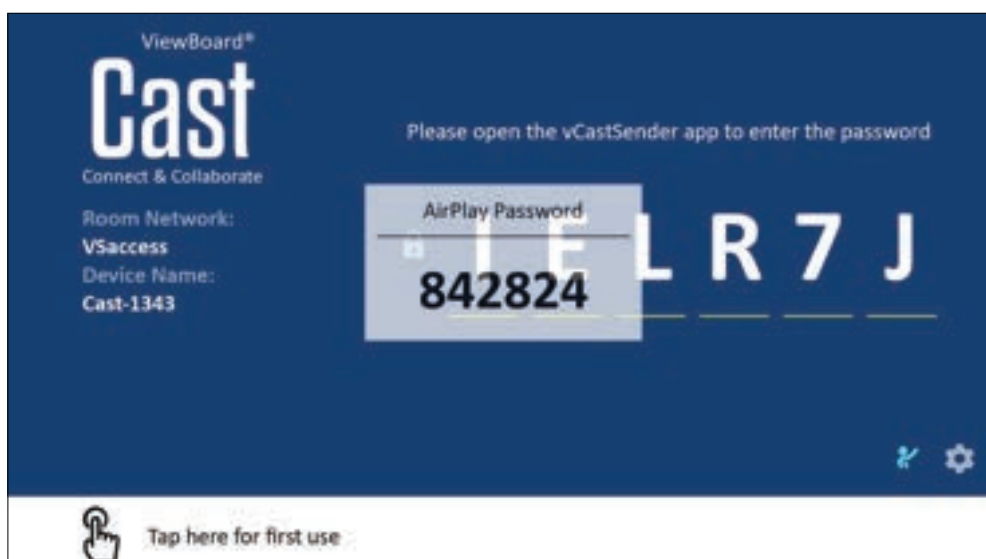 ViewBoard®
Cast
Connect & Collaborate
Room Network:
VSaccess
Device Name:
Cast-1343
Please open the vCastSender app to enter the password
AirPlay Password
842824
E L R 7 J
Tap here for first use